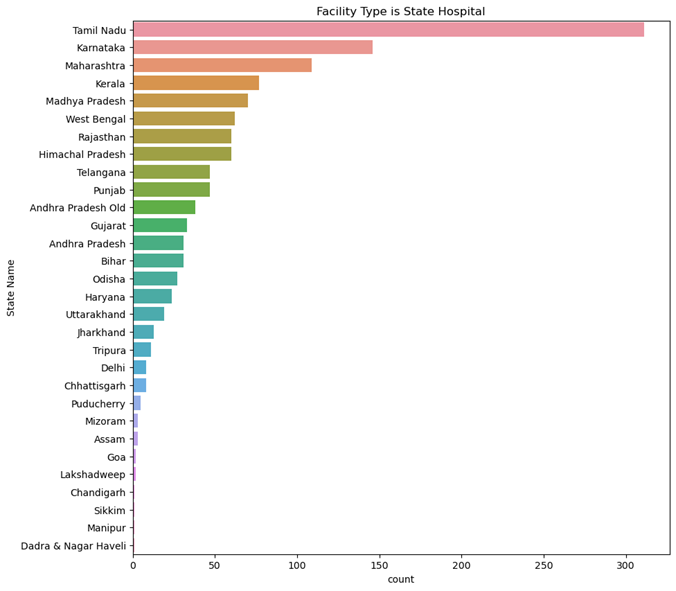 Facility Type is State Hospital
State Name
Tamil Nadu
Karnataka
Maharashtra
Kerala
Madhya Pradesh
West Bengal
Rajasthan
Himachal Pradesh
Telangana
Punjab
Andhra Pradesh Old
Gujarat
Andhra Pradesh
Bihar
Odisha
Haryana
Uttarakhand
Jharkhand
Tripura
Delhi
Chhattisgarh
Puducherry
Mizoram
Assam
Goa
Lakshadweep
Chandigarh
Sikkim
Manipur
Dadra & Nagar Haveli
0 50 100 150 200 250 300
count